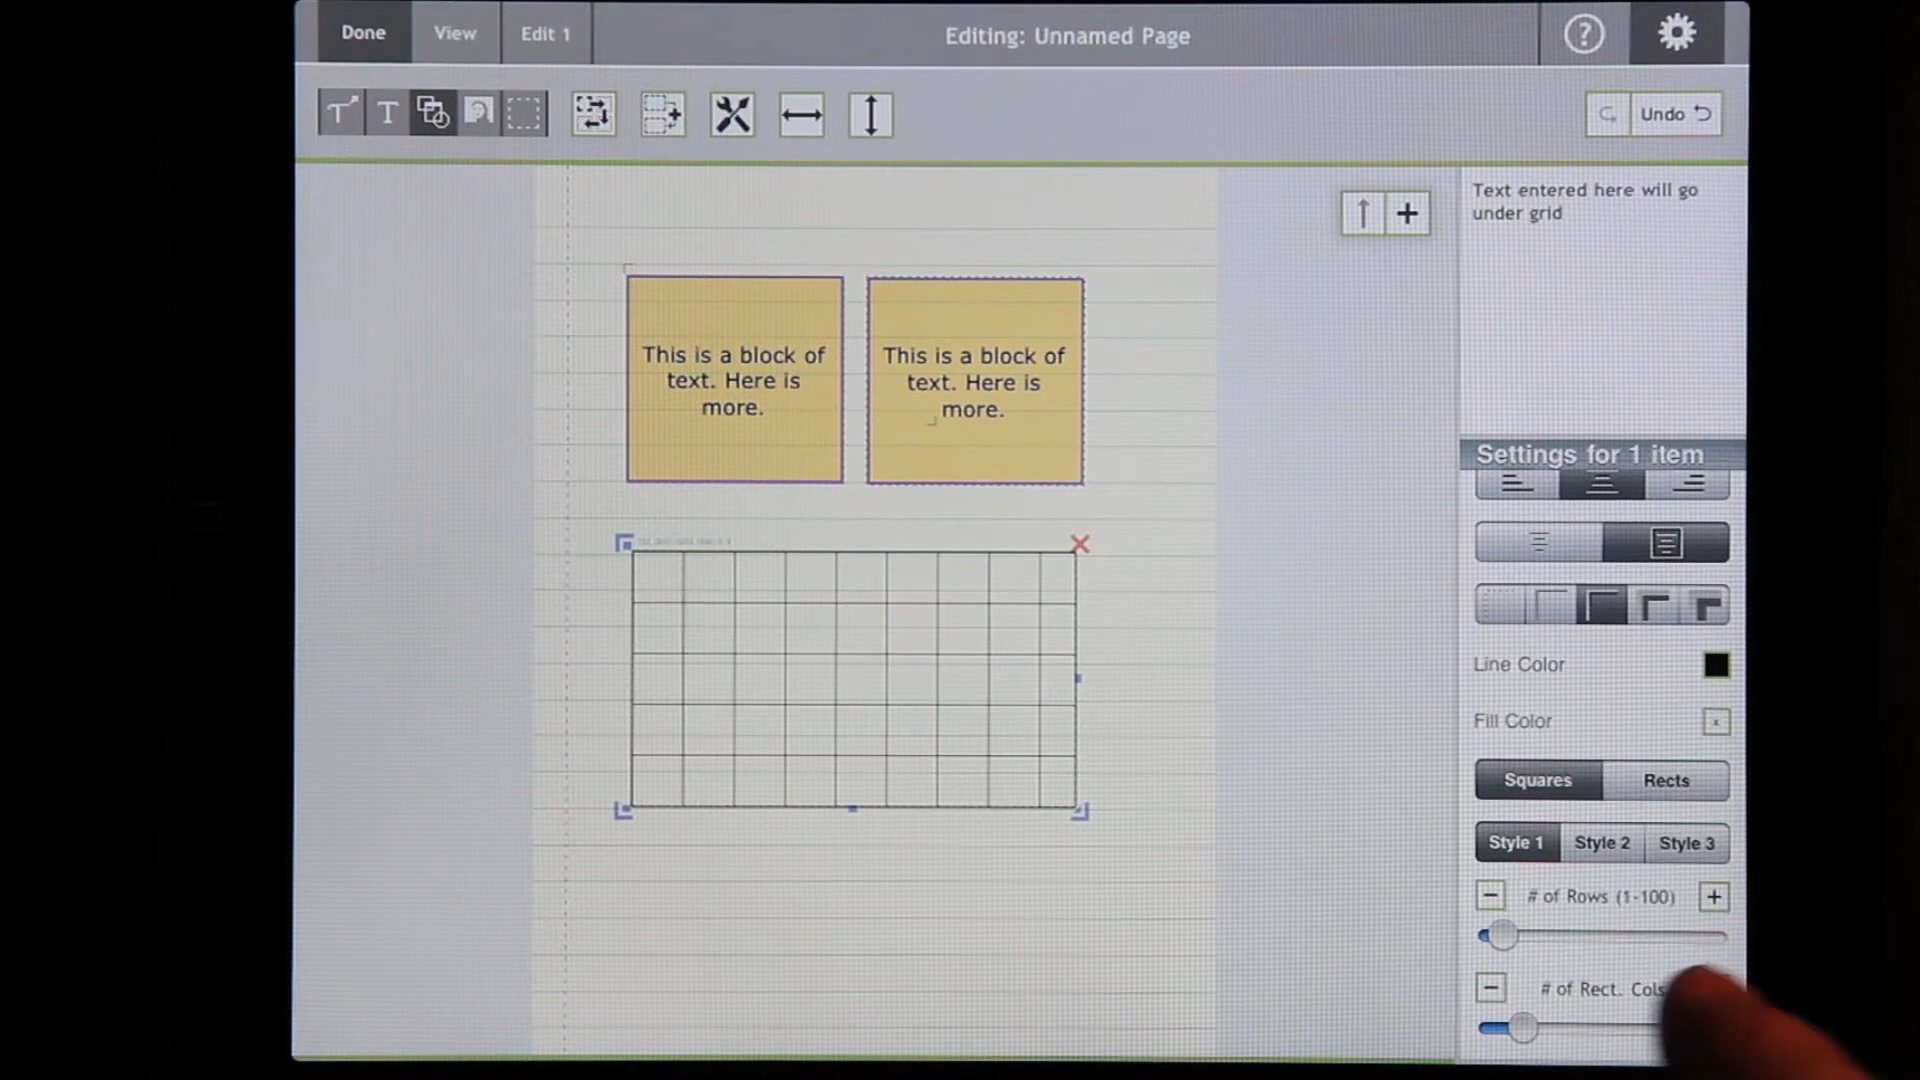 Done View Edit 1 Editing: Unnamed Page ?
Undo
Text entered here will go
under grid
This is a block of
text. Here is
more.
This is a block of
text. Here is
more.
Settings for 1 item
Line Color
Fill Color
Squares Rects
Style 1 Style 2 Style 3
# of Rows (1-100)
# of Rect. Cols